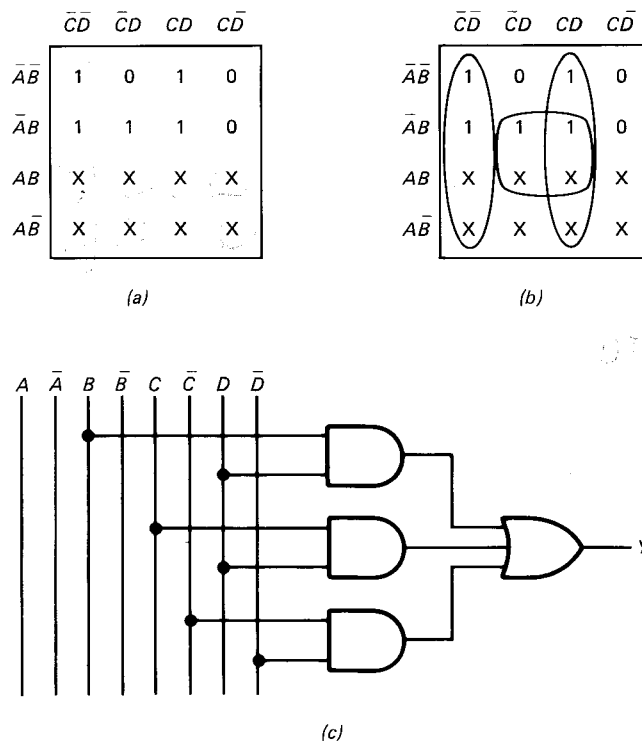 C̄D̄ C̄D CD CD̄ C̄D̄ C̄D CD CD̄
ĀB̄ 1 0 1 0 ĀB̄ 1 0 1 0
ĀB 1 1 1 0 ĀB 1 1 1 0
AB X X X X AB X X X X
AB̄ X X X X AB̄ X X X X
(a) (b)
A Ā B B̄ C C̄ D D̄
Y
(c)